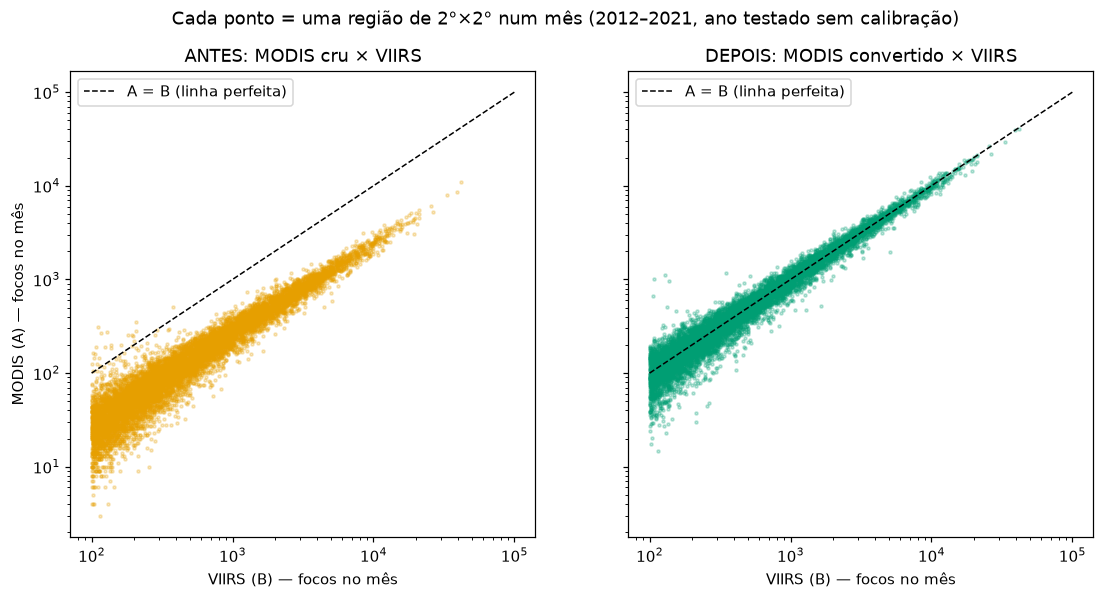 Cada ponto = uma região de 2°×2° num mês (2012–2021, ano testado sem calibração)
ANTES: MODIS cru × VIIRS
A = B (linha perfeita)
10⁵
10⁴
10³
10²
10¹
MODIS (A) — focos no mês
10² 10³ 10⁴ 10⁵
VIIRS (B) — focos no mês
DEPOIS: MODIS convertido × VIIRS
A = B (linha perfeita)
10² 10³ 10⁴ 10⁵
VIIRS (B) — focos no mês